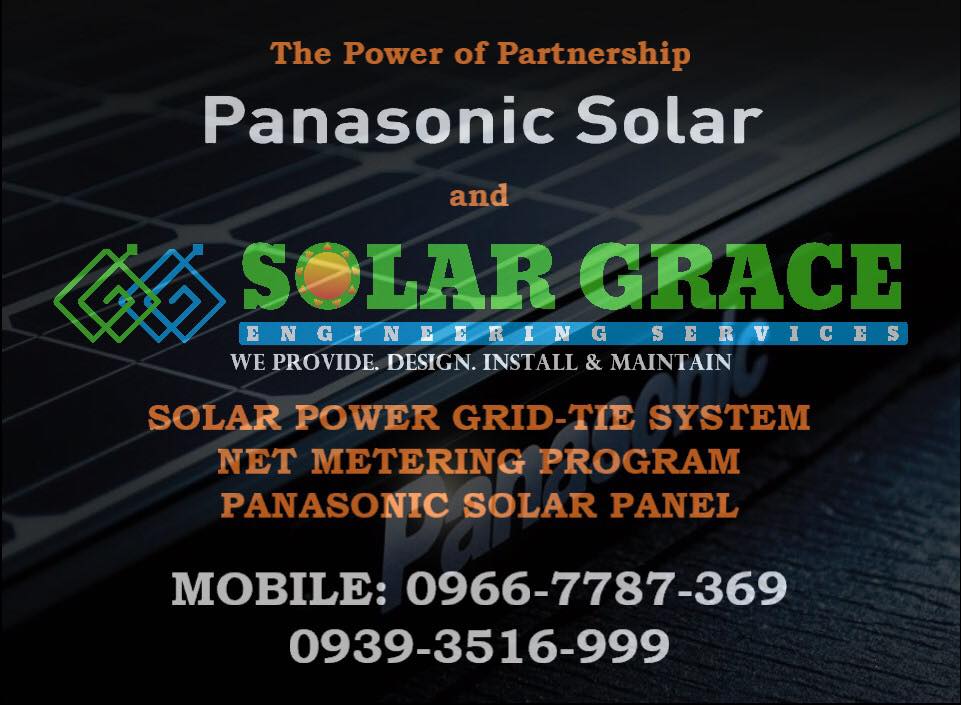 The Power of Partnership
Panasonic Solar
and
SOLAR GRACE
ENGINEERING SERVICES
WE PROVIDE. DESIGN. INSTALL & MAINTAIN
SOLAR POWER GRID-TIE SYSTEM
NET METERING PROGRAM
PANASONIC SOLAR PANEL
Panasonic
Panasonic
MOBILE: 0966-7787-369
0939-3516-999